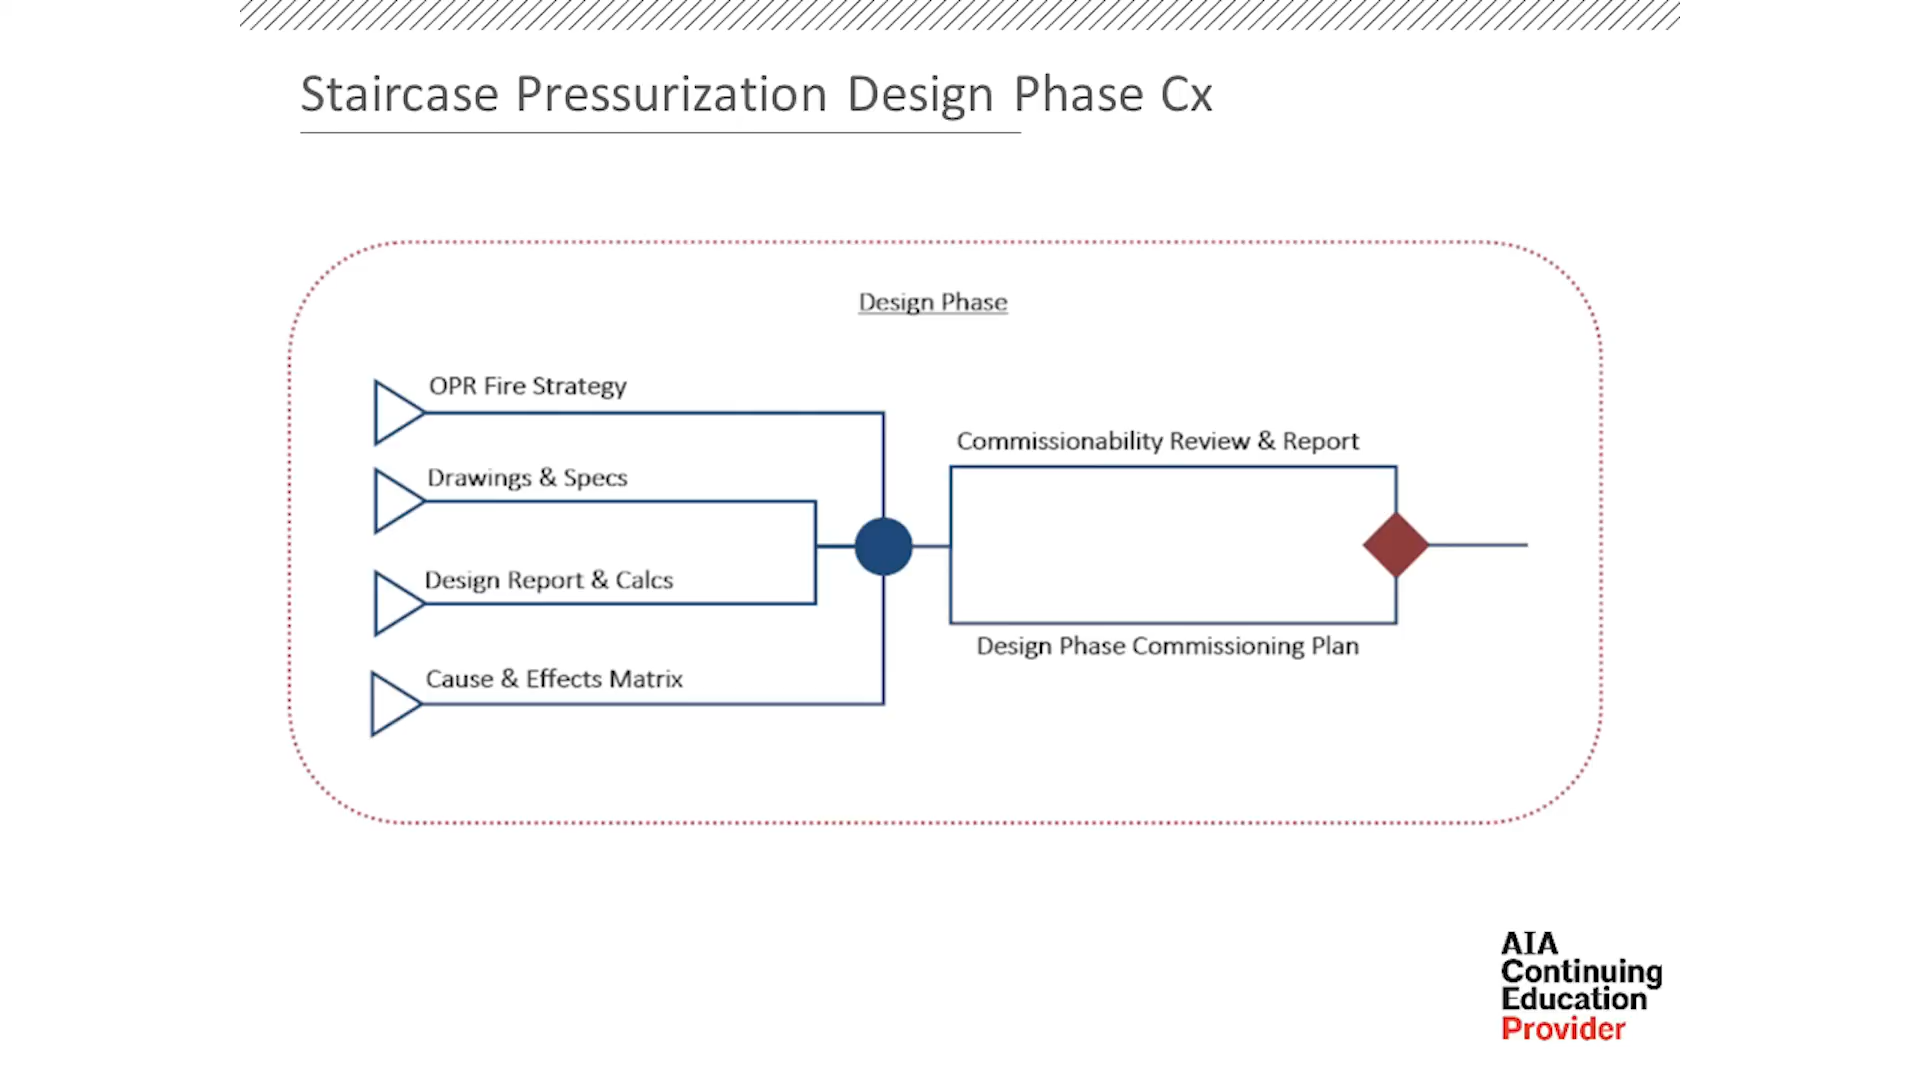 Staircase Pressurization Design Phase Cx
Design Phase
OPR Fire Strategy
Drawings & Specs
Design Report & Calcs
Cause & Effects Matrix
Commissionability Review & Report
Design Phase Commissioning Plan
AIA
Continuing
Education
Provider